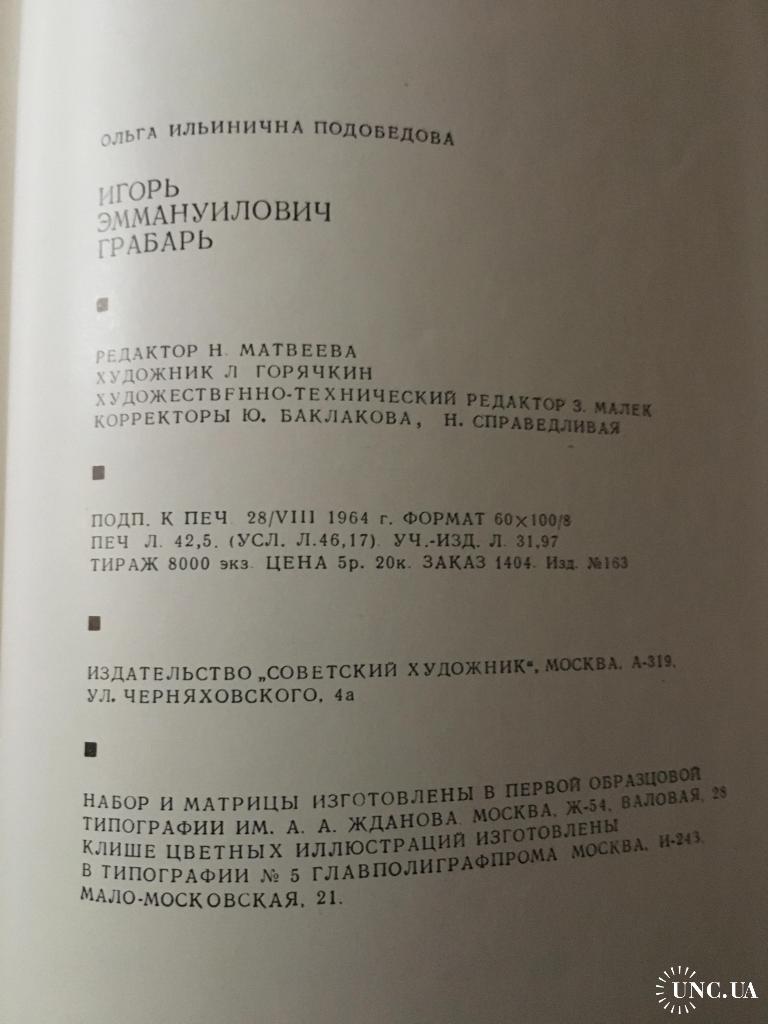 ОЛЬГА ИЛЬИНИЧНА ПОДОБЕДОВА
ИГОРЬ
ЭММАНУИЛОВИЧ
ГРАБАРЬ
РЕДАКТОР Н. МАТВЕЕВА
ХУДОЖНИК Л ГОРЯЧКИН
ХУДОЖЕСТВЕННО-ТЕХНИЧЕСКИЙ РЕДАКТОР З. МАЛЕК
КОРРЕКТОРЫ Ю. БАКЛАКОВА, Н. СПРАВЕДЛИВАЯ
ПОДП. К ПЕЧ. 28/VIII 1964 г. ФОРМАТ 60×100/8
ПЕЧ Л. 42,5. (УСЛ. Л.46,17). УЧ.-ИЗД. Л. 31,97
ТИРАЖ 8000 экз. ЦЕНА 5р. 20к. ЗАКАЗ 1404. Изд. №163
ИЗДАТЕЛЬСТВО „СОВЕТСКИЙ ХУДОЖНИК“, МОСКВА, А-319,
УЛ. ЧЕРНЯХОВСКОГО, 4а
НАБОР И МАТРИЦЫ ИЗГОТОВЛЕНЫ В ПЕРВОЙ ОБРАЗЦОВОЙ
ТИПОГРАФИИ ИМ. А. А. ЖДАНОВА. МОСКВА, Ж-54, ВАЛОВАЯ, 28
КЛИШЕ ЦВЕТНЫХ ИЛЛЮСТРАЦИЙ ИЗГОТОВЛЕНЫ
В ТИПОГРАФИИ № 5 ГЛАВПОЛИГРАФПРОМА МОСКВА, И-243,
МАЛО-МОСКОВСКАЯ, 21.
UNC.UA